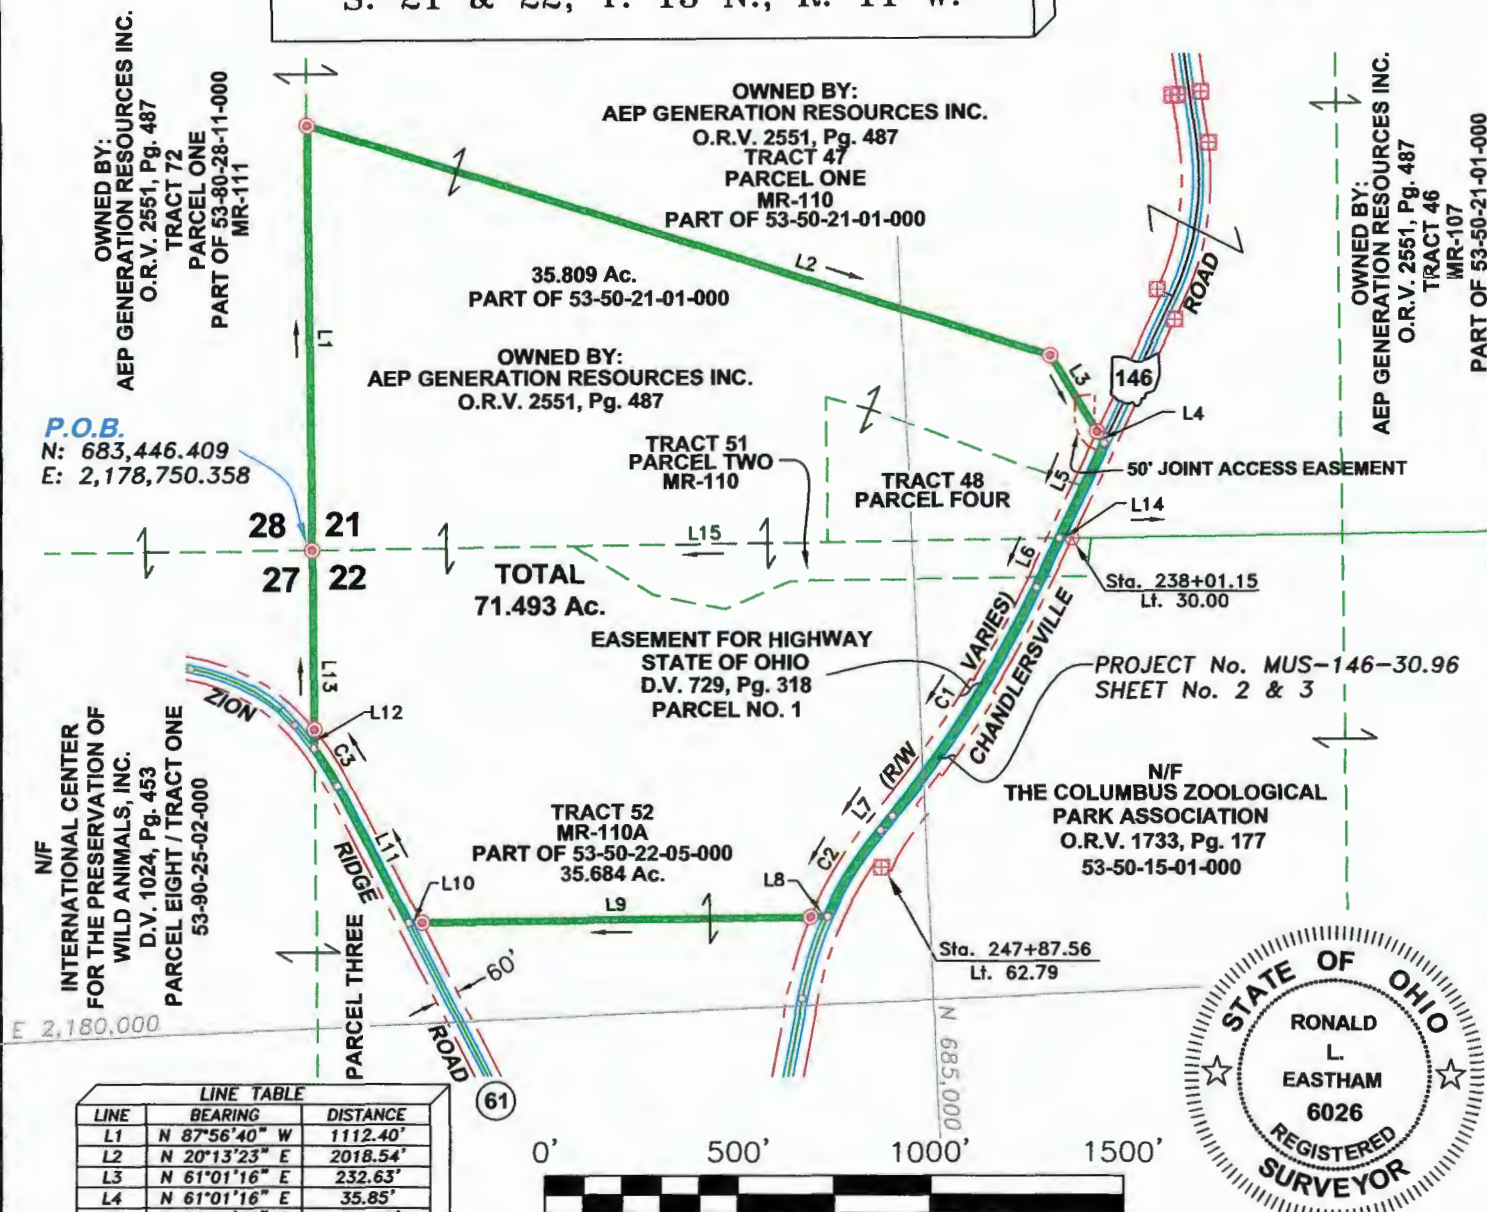 S. 21 & 22, T. 13 N., R. 11 W.
OWNED BY:
AEP GENERATION RESOURCES INC.
O.R.V. 2551, Pg. 487
TRACT 72
PARCEL ONE
PART OF 53-80-28-11-000
MR-111
OWNED BY:
AEP GENERATION RESOURCES INC.
O.R.V. 2551, Pg. 487
TRACT 47
PARCEL ONE
MR-110
PART OF 53-50-21-01-000
OWNED BY:
AEP GENERATION RESOURCES INC.
O.R.V. 2551, Pg. 487
TRACT 46
MR-107
PART OF 53-50-21-01-000
L2
35.809 Ac.
PART OF 53-50-21-01-000
ROAD
L1
OWNED BY:
AEP GENERATION RESOURCES INC.
O.R.V. 2551, Pg. 487
L3
146
L4
P.O.B.
N: 683,446.409
E: 2,178,750.358
TRACT 51
PARCEL TWO
MR-110
TRACT 48
PARCEL FOUR
L5
50' JOINT ACCESS EASEMENT
L14
28
21
27
22
L15
L6
TOTAL
71.493 Ac.
Sta. 238+01.15
Lt. 30.00
EASEMENT FOR HIGHWAY
STATE OF OHIO
D.V. 729, Pg. 318
PARCEL NO. 1
C1
(R/W VARIES)
CHANDLERSVILLE
PROJECT No. MUS-146-30.96
SHEET No. 2 & 3
L13
ZION
L12
C3
N/F
INTERNATIONAL CENTER
FOR THE PRESERVATION OF
WILD ANIMALS, INC.
D.V. 1024, Pg. 453
PARCEL EIGHT / TRACT ONE
53-90-25-02-000
N/F
THE COLUMBUS ZOOLOGICAL
PARK ASSOCIATION
O.R.V. 1733, Pg. 177
53-50-15-01-000
L7
C2
TRACT 52
MR-110A
PART OF 53-50-22-05-000
35.684 Ac.
L11
RIDGE
L10
L8
L9
Sta. 247+87.56
Lt. 62.79
60'
PARCEL THREE
ROAD
61
E 2,180,000
N 685,000
STATE OF OHIO
RONALD
L.
EASTHAM
6026
REGISTERED
SURVEYOR
LINE TABLE
LINE BEARING DISTANCE
L1 N 87°56'40" W 1112.40'
L2 N 20°13'23" E 2018.54'
L3 N 61°01'16" E 232.63'
L4 N 61°01'16" E 35.85'
0' 500' 1000' 1500'